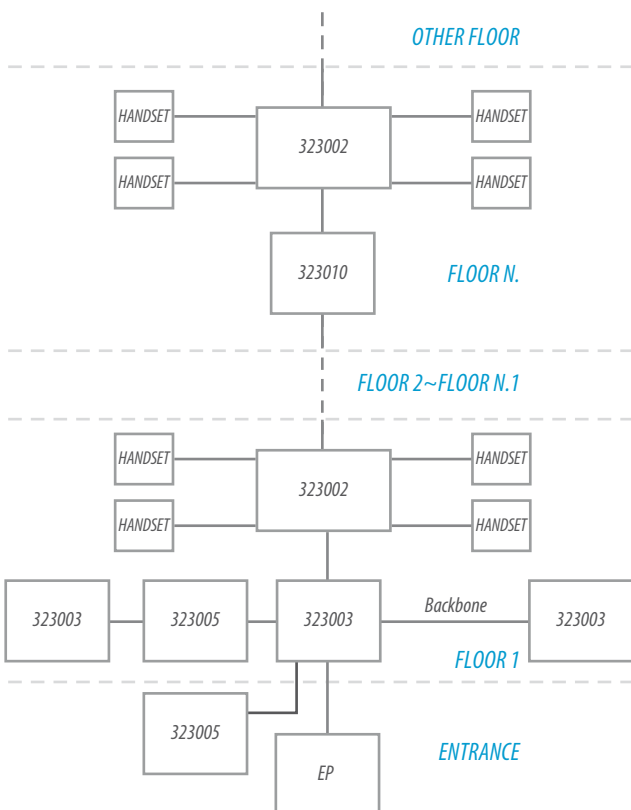 OTHER FLOOR
HANDSET
HANDSET
323002
HANDSET
HANDSET
323010
FLOOR N.
FLOOR 2~FLOOR N.1
HANDSET
HANDSET
323002
HANDSET
HANDSET
323003
323005
323003
Backbone
323003
FLOOR 1
323005
EP
ENTRANCE